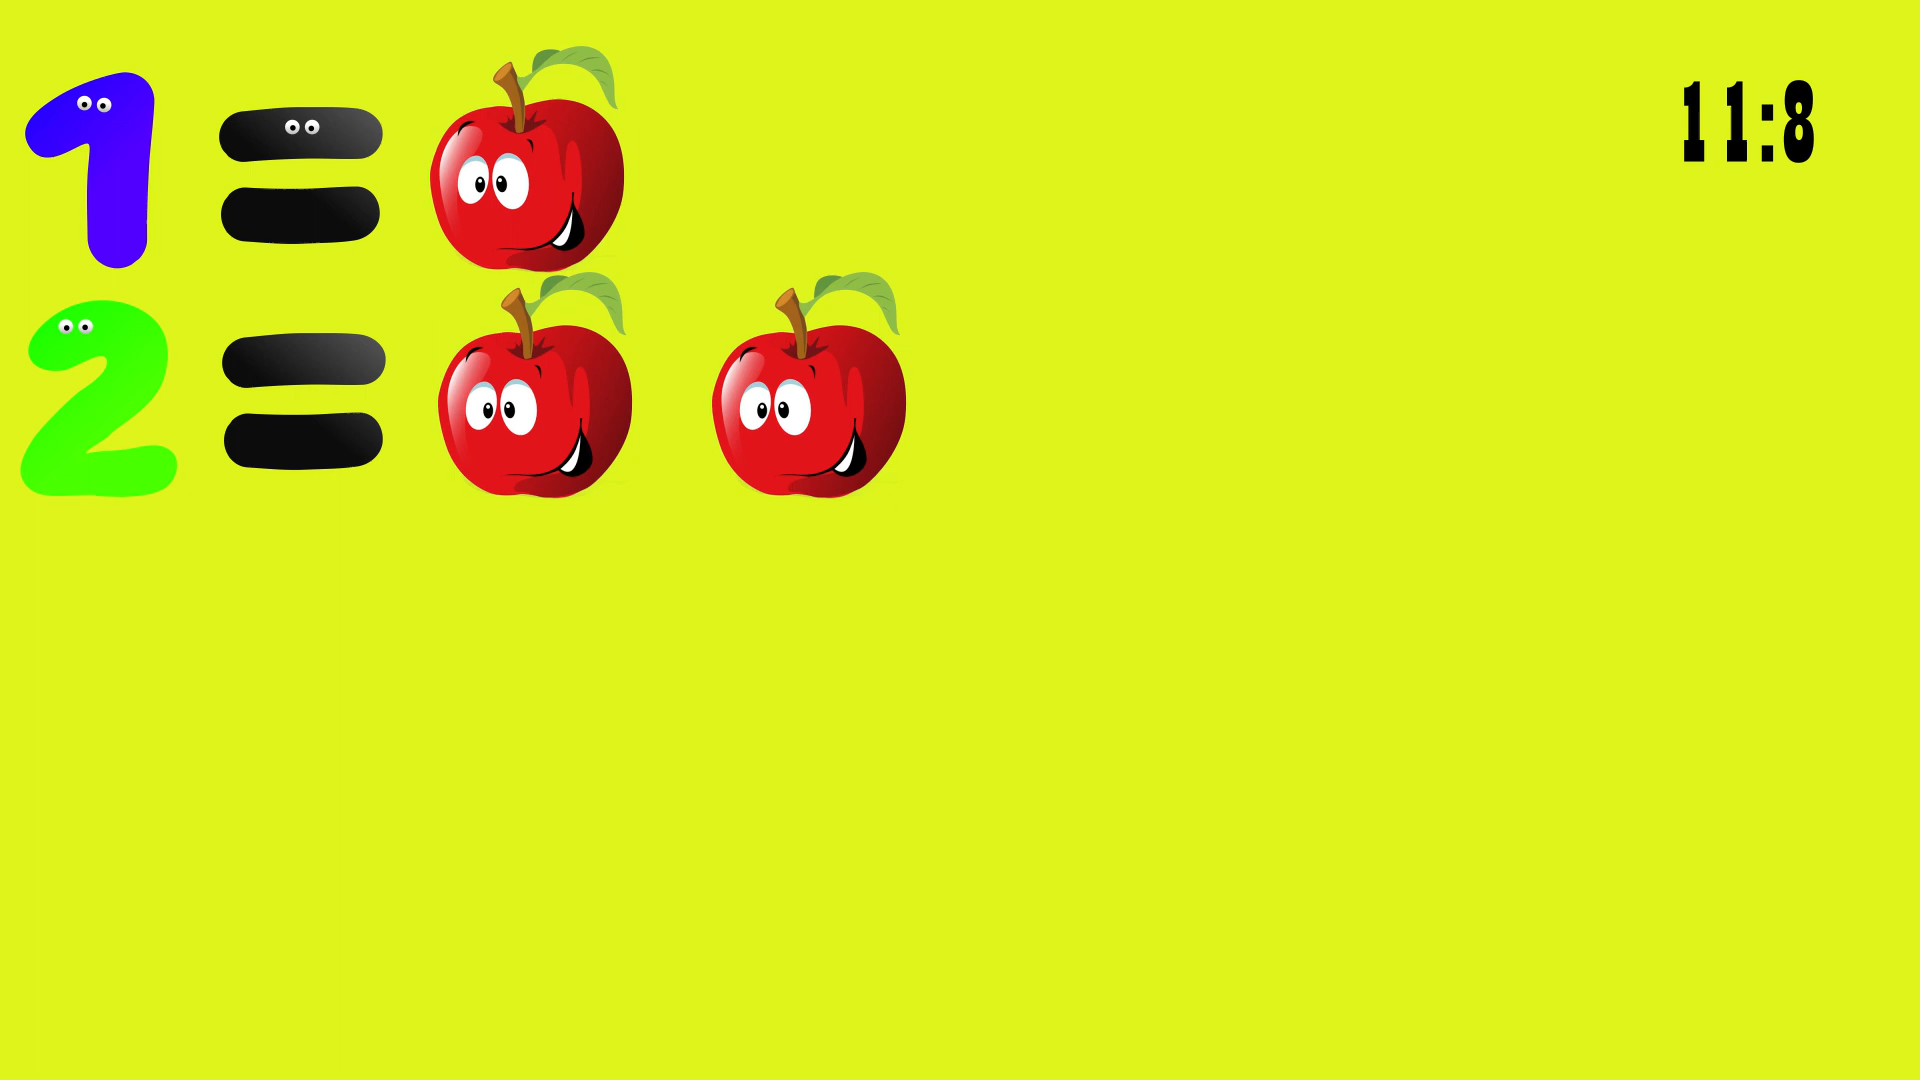 1 =
11:8
2 =